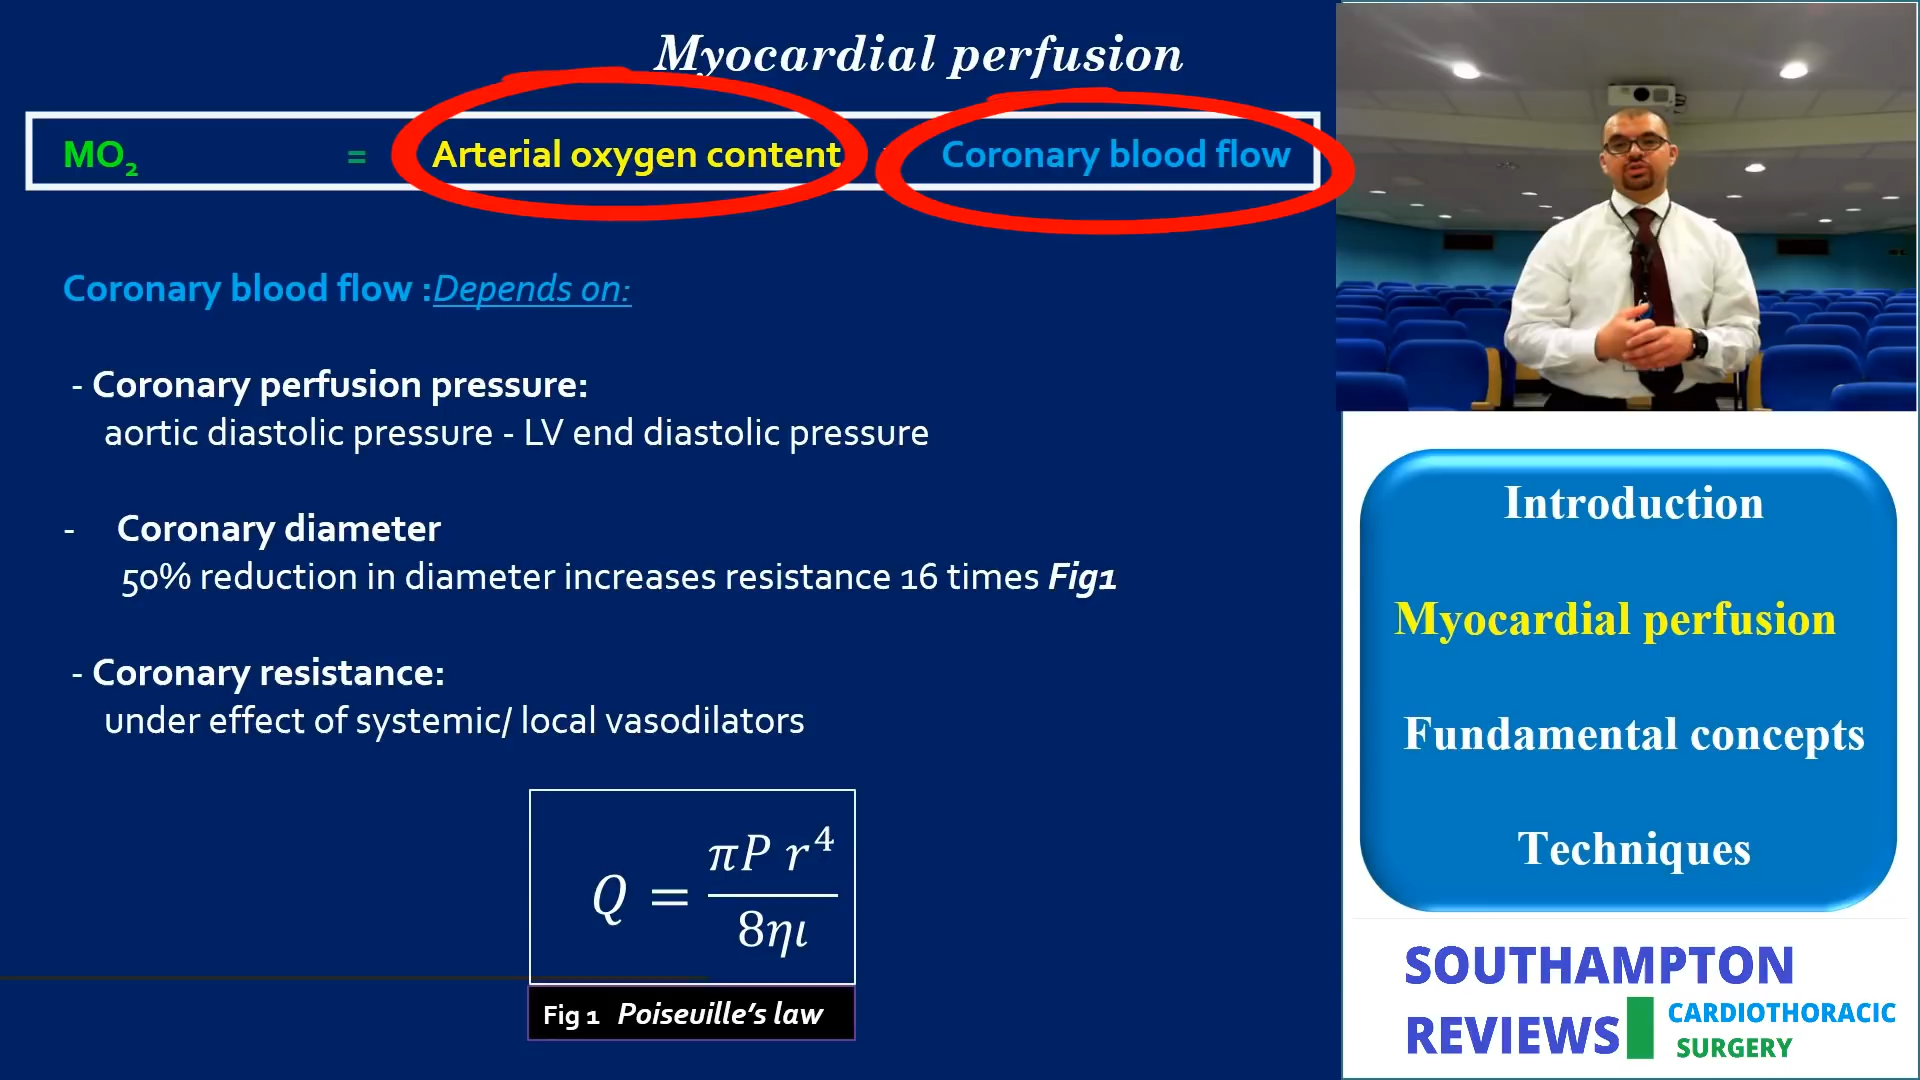 Myocardial perfusion
MO₂ = Arterial oxygen content Coronary blood flow
Coronary blood flow :Depends on:
- Coronary perfusion pressure:
aortic diastolic pressure - LV end diastolic pressure
- Coronary diameter
50% reduction in diameter increases resistance 16 times Fig1
- Coronary resistance:
under effect of systemic/ local vasodilators
Q = πP r⁴ / 8ηι
Fig 1 Poiseville's law
Introduction
Myocardial perfusion
Fundamental concepts
Techniques
SOUTHAMPTON
REVIEWS
CARDIOTHORACIC
SURGERY